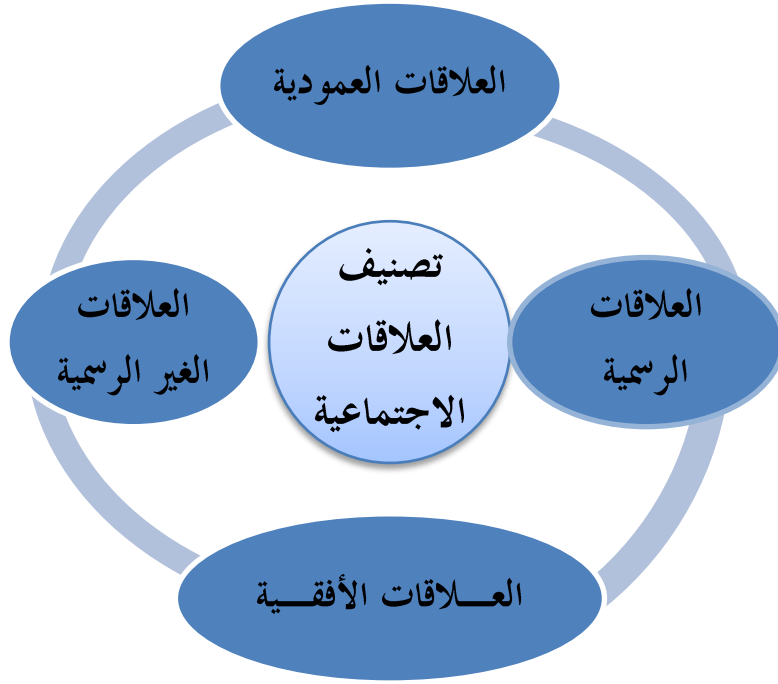 العلاقات العمودية
تصنيف
العلاقات
الاجتماعية
العلاقات
الرسمية
العلاقات
الغير الرسمية
العـــلاقات الأفقـــية